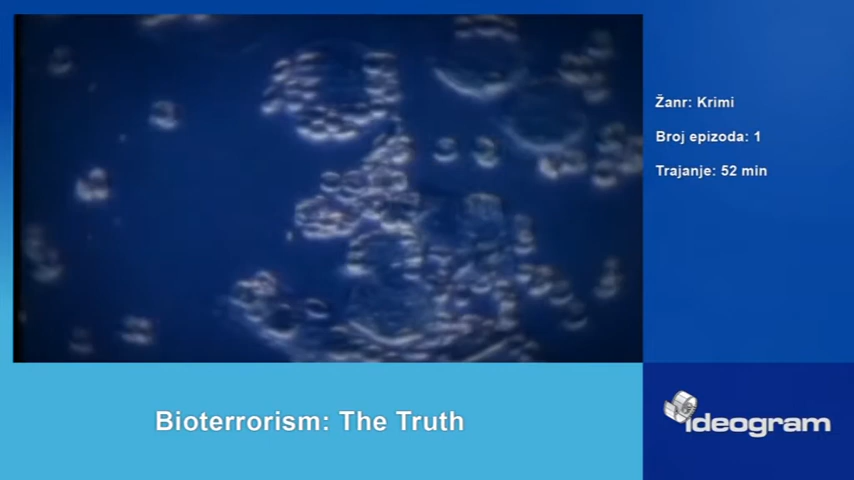 Žanr: Krimi
Broj epizoda: 1
Trajanje: 52 min
Bioterrorism: The Truth
ideogram